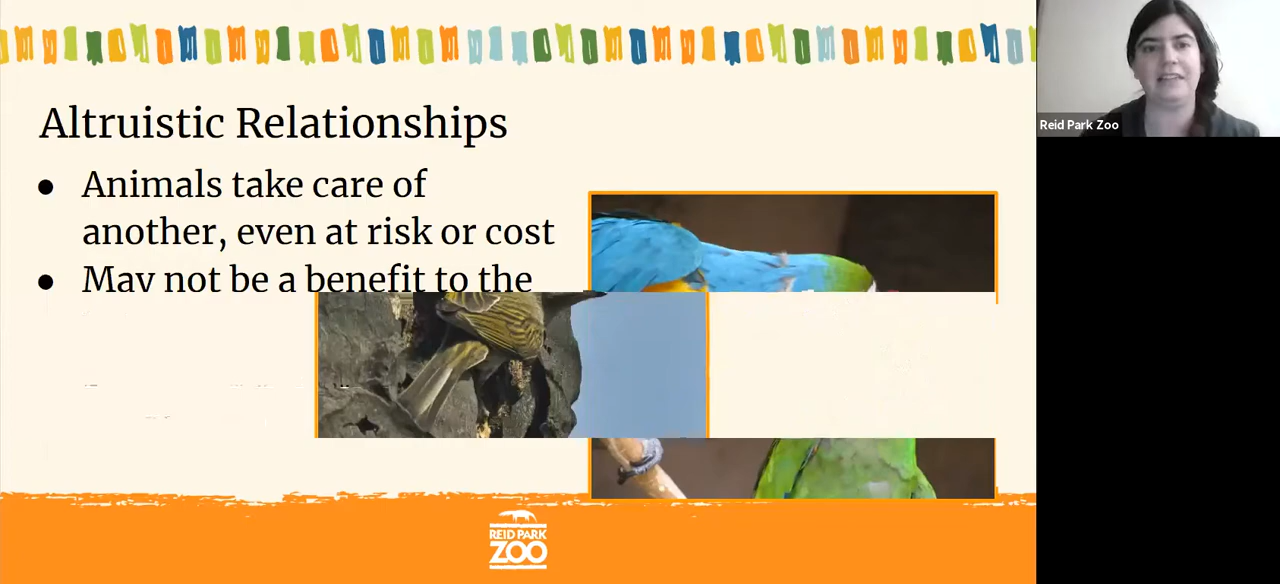 Altruistic Relationships
● Animals take care of
another, even at risk or cost
● May not be a benefit to the
REID PARK
ZOO
Reid Park Zoo